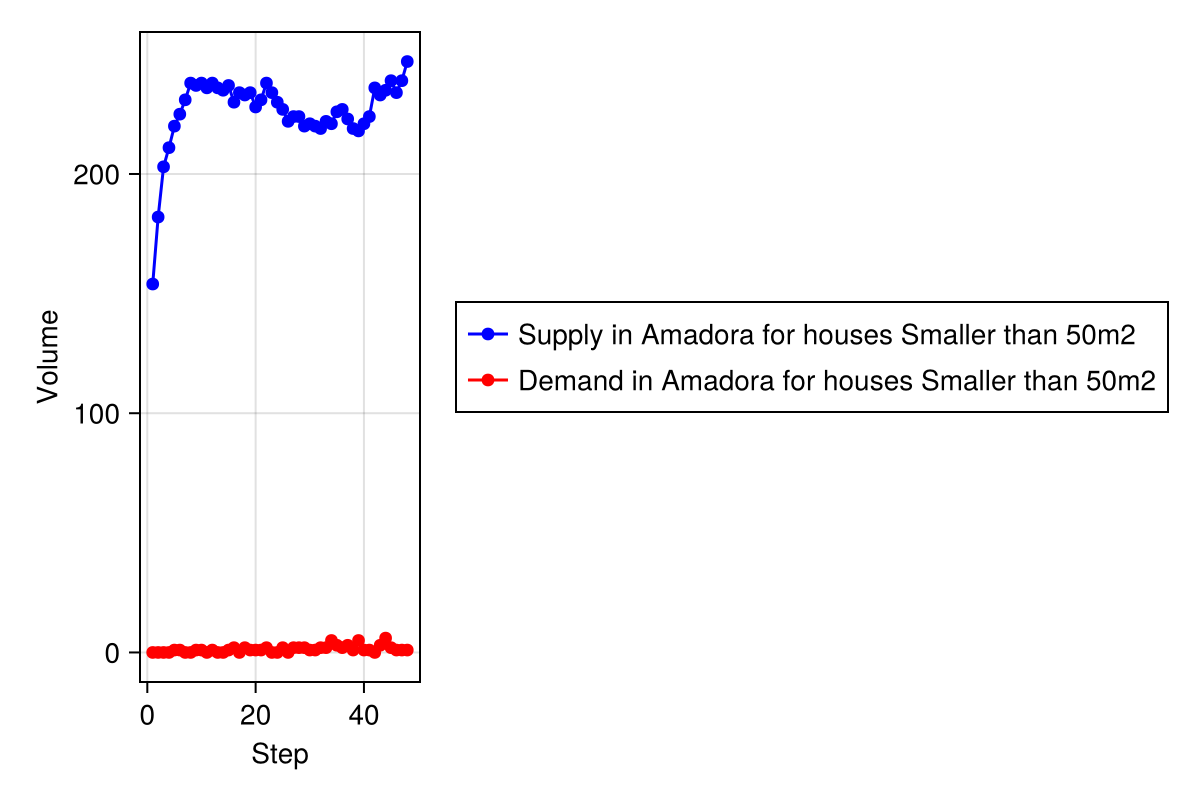 Volume
200
100
0
0 20 40
Step
Supply in Amadora for houses Smaller than 50m2
Demand in Amadora for houses Smaller than 50m2